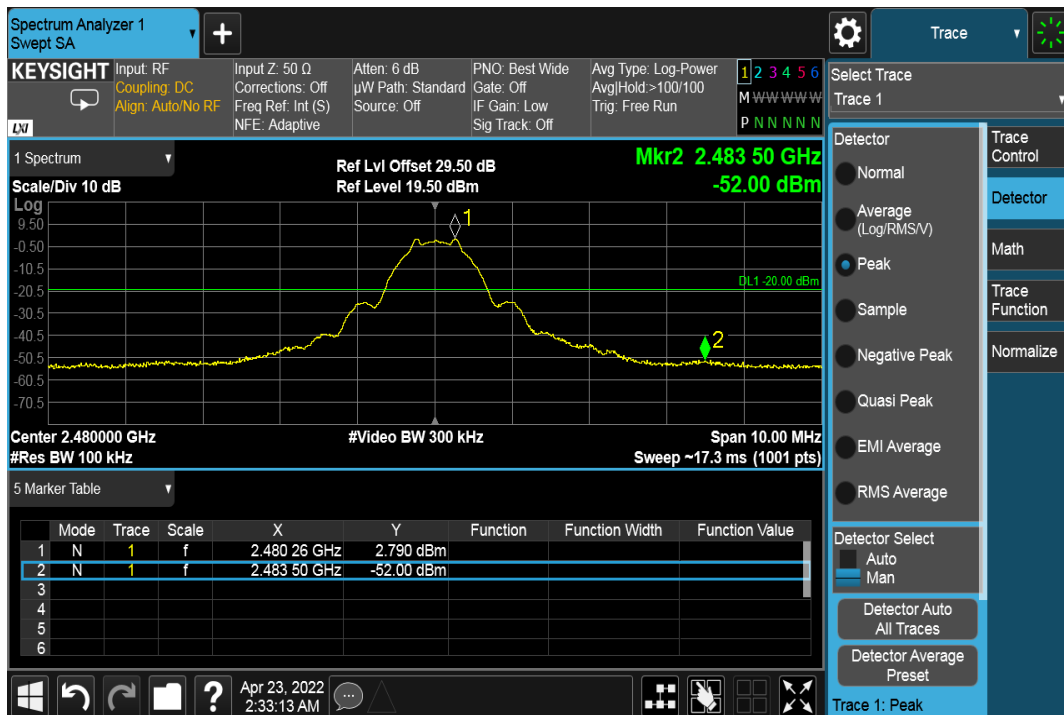 Spectrum Analyzer 1
Swept SA
+
Trace
KEYSIGHT
LXI
Input: RF
Coupling: DC
Align: Auto/No RF
Input Z: 50 Ω
Corrections: Off
Freq Ref: Int (S)
NFE: Adaptive
Atten: 6 dB
µW Path: Standard
Source: Off
PNO: Best Wide
Gate: Off
IF Gain: Low
Sig Track: Off
Avg Type: Log-Power
Avg|Hold:>100/100
Trig: Free Run
1 2 3 4 5 6
M W W W W W
P N N N N N
Select Trace
Trace 1
1 Spectrum
Scale/Div 10 dB
Ref Lvl Offset 29.50 dB
Ref Level 19.50 dBm
Mkr2 2.483 50 GHz
-52.00 dBm
Log
9.50
-0.50
-10.5
-20.5
-30.5
-40.5
-50.5
-60.5
-70.5
1
DL1 -20.00 dBm
2
Center 2.480000 GHz
#Video BW 300 kHz
Span 10.00 MHz
#Res BW 100 kHz
Sweep ~17.3 ms (1001 pts)
5 Marker Table
Mode Trace Scale X Y Function Function Width Function Value
1 N 1 f 2.480 26 GHz 2.790 dBm
2 N 1 f 2.483 50 GHz -52.00 dBm
3
4
5
6
Detector
Normal
Average
(Log/RMS/V)
Peak
Sample
Negative Peak
Quasi Peak
EMI Average
RMS Average
Detector Select
Auto
Man
Detector Auto
All Traces
Detector Average
Preset
Trace 1: Peak
Trace
Control
Detector
Math
Trace
Function
Normalize
?
Apr 23, 2022
2:33:13 AM